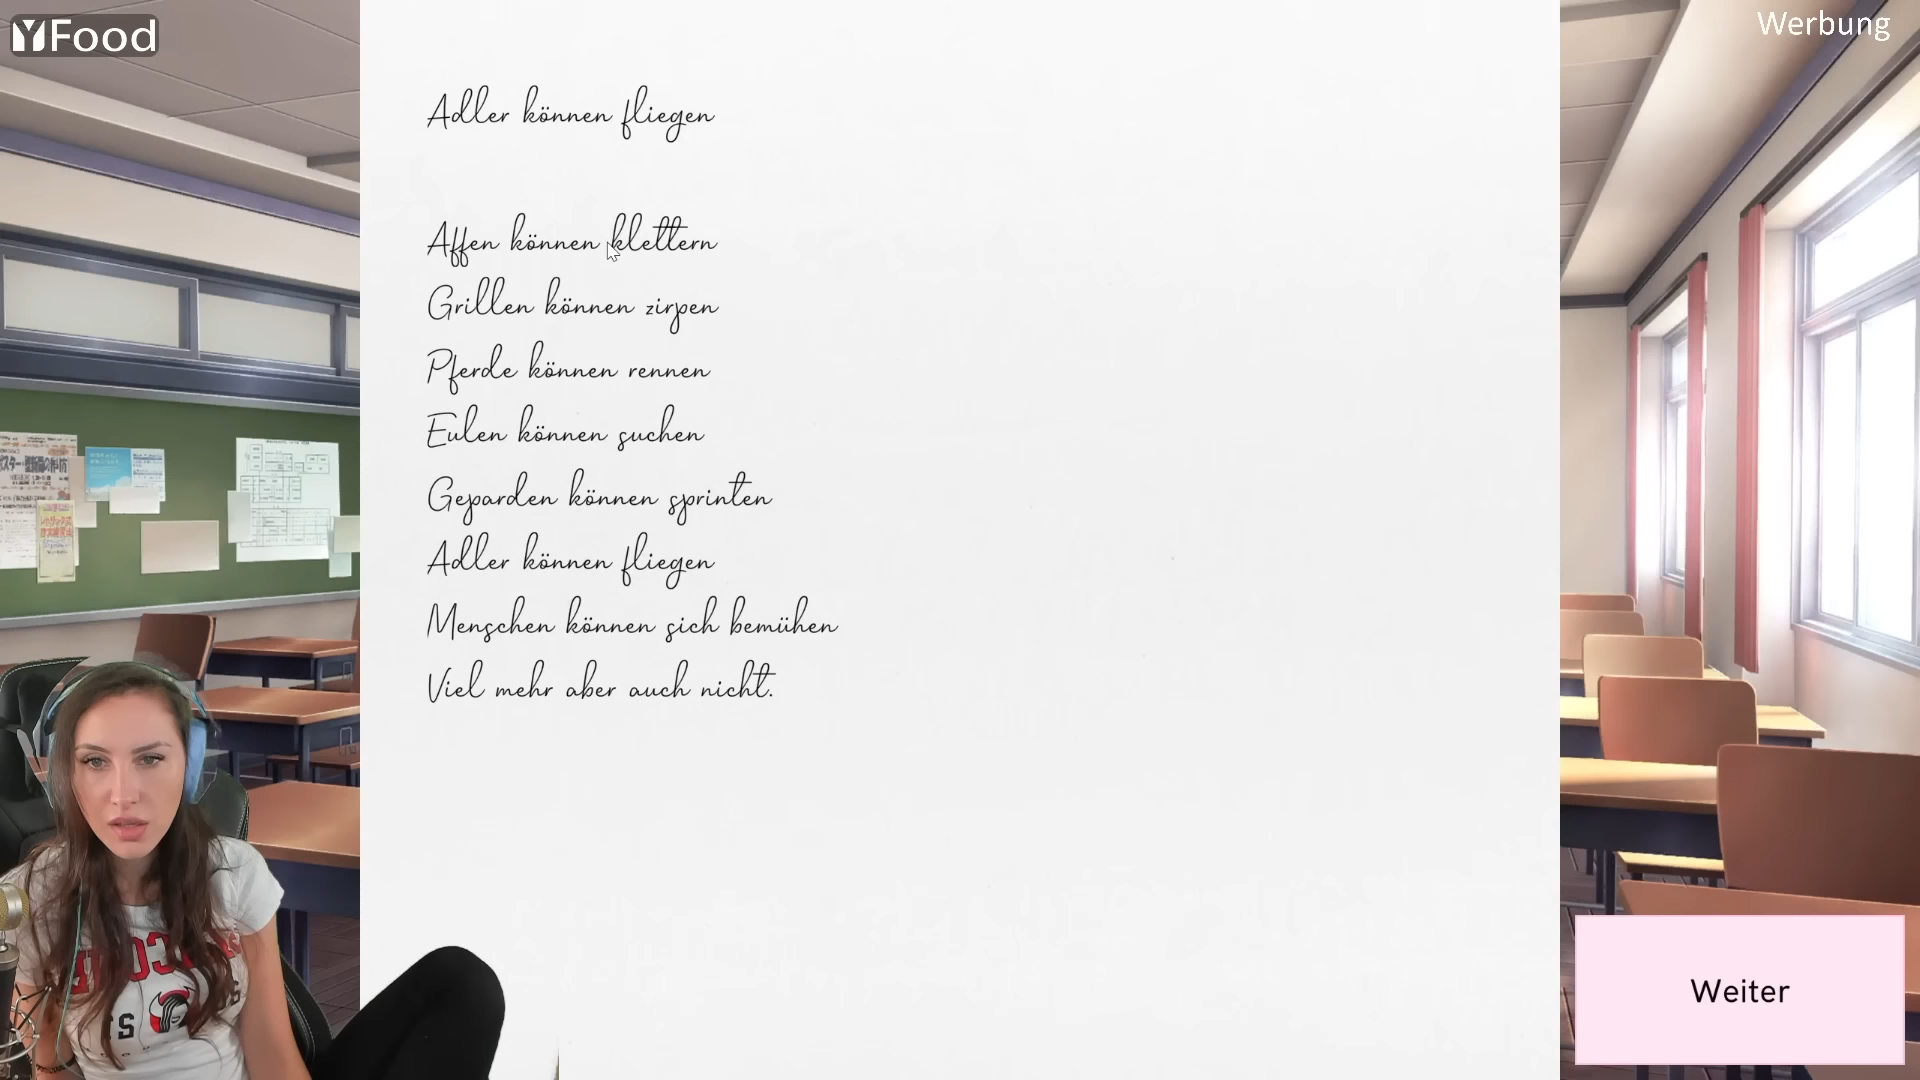 YFood
Werbung
Adler können fliegen
Affen können klettern
Grillen können zirpen
Pferde können rennen
Eulen können suchen
Geparden können sprinten
Adler können fliegen
Menschen können sich bemühen
Viel mehr aber auch nicht.
Weiter